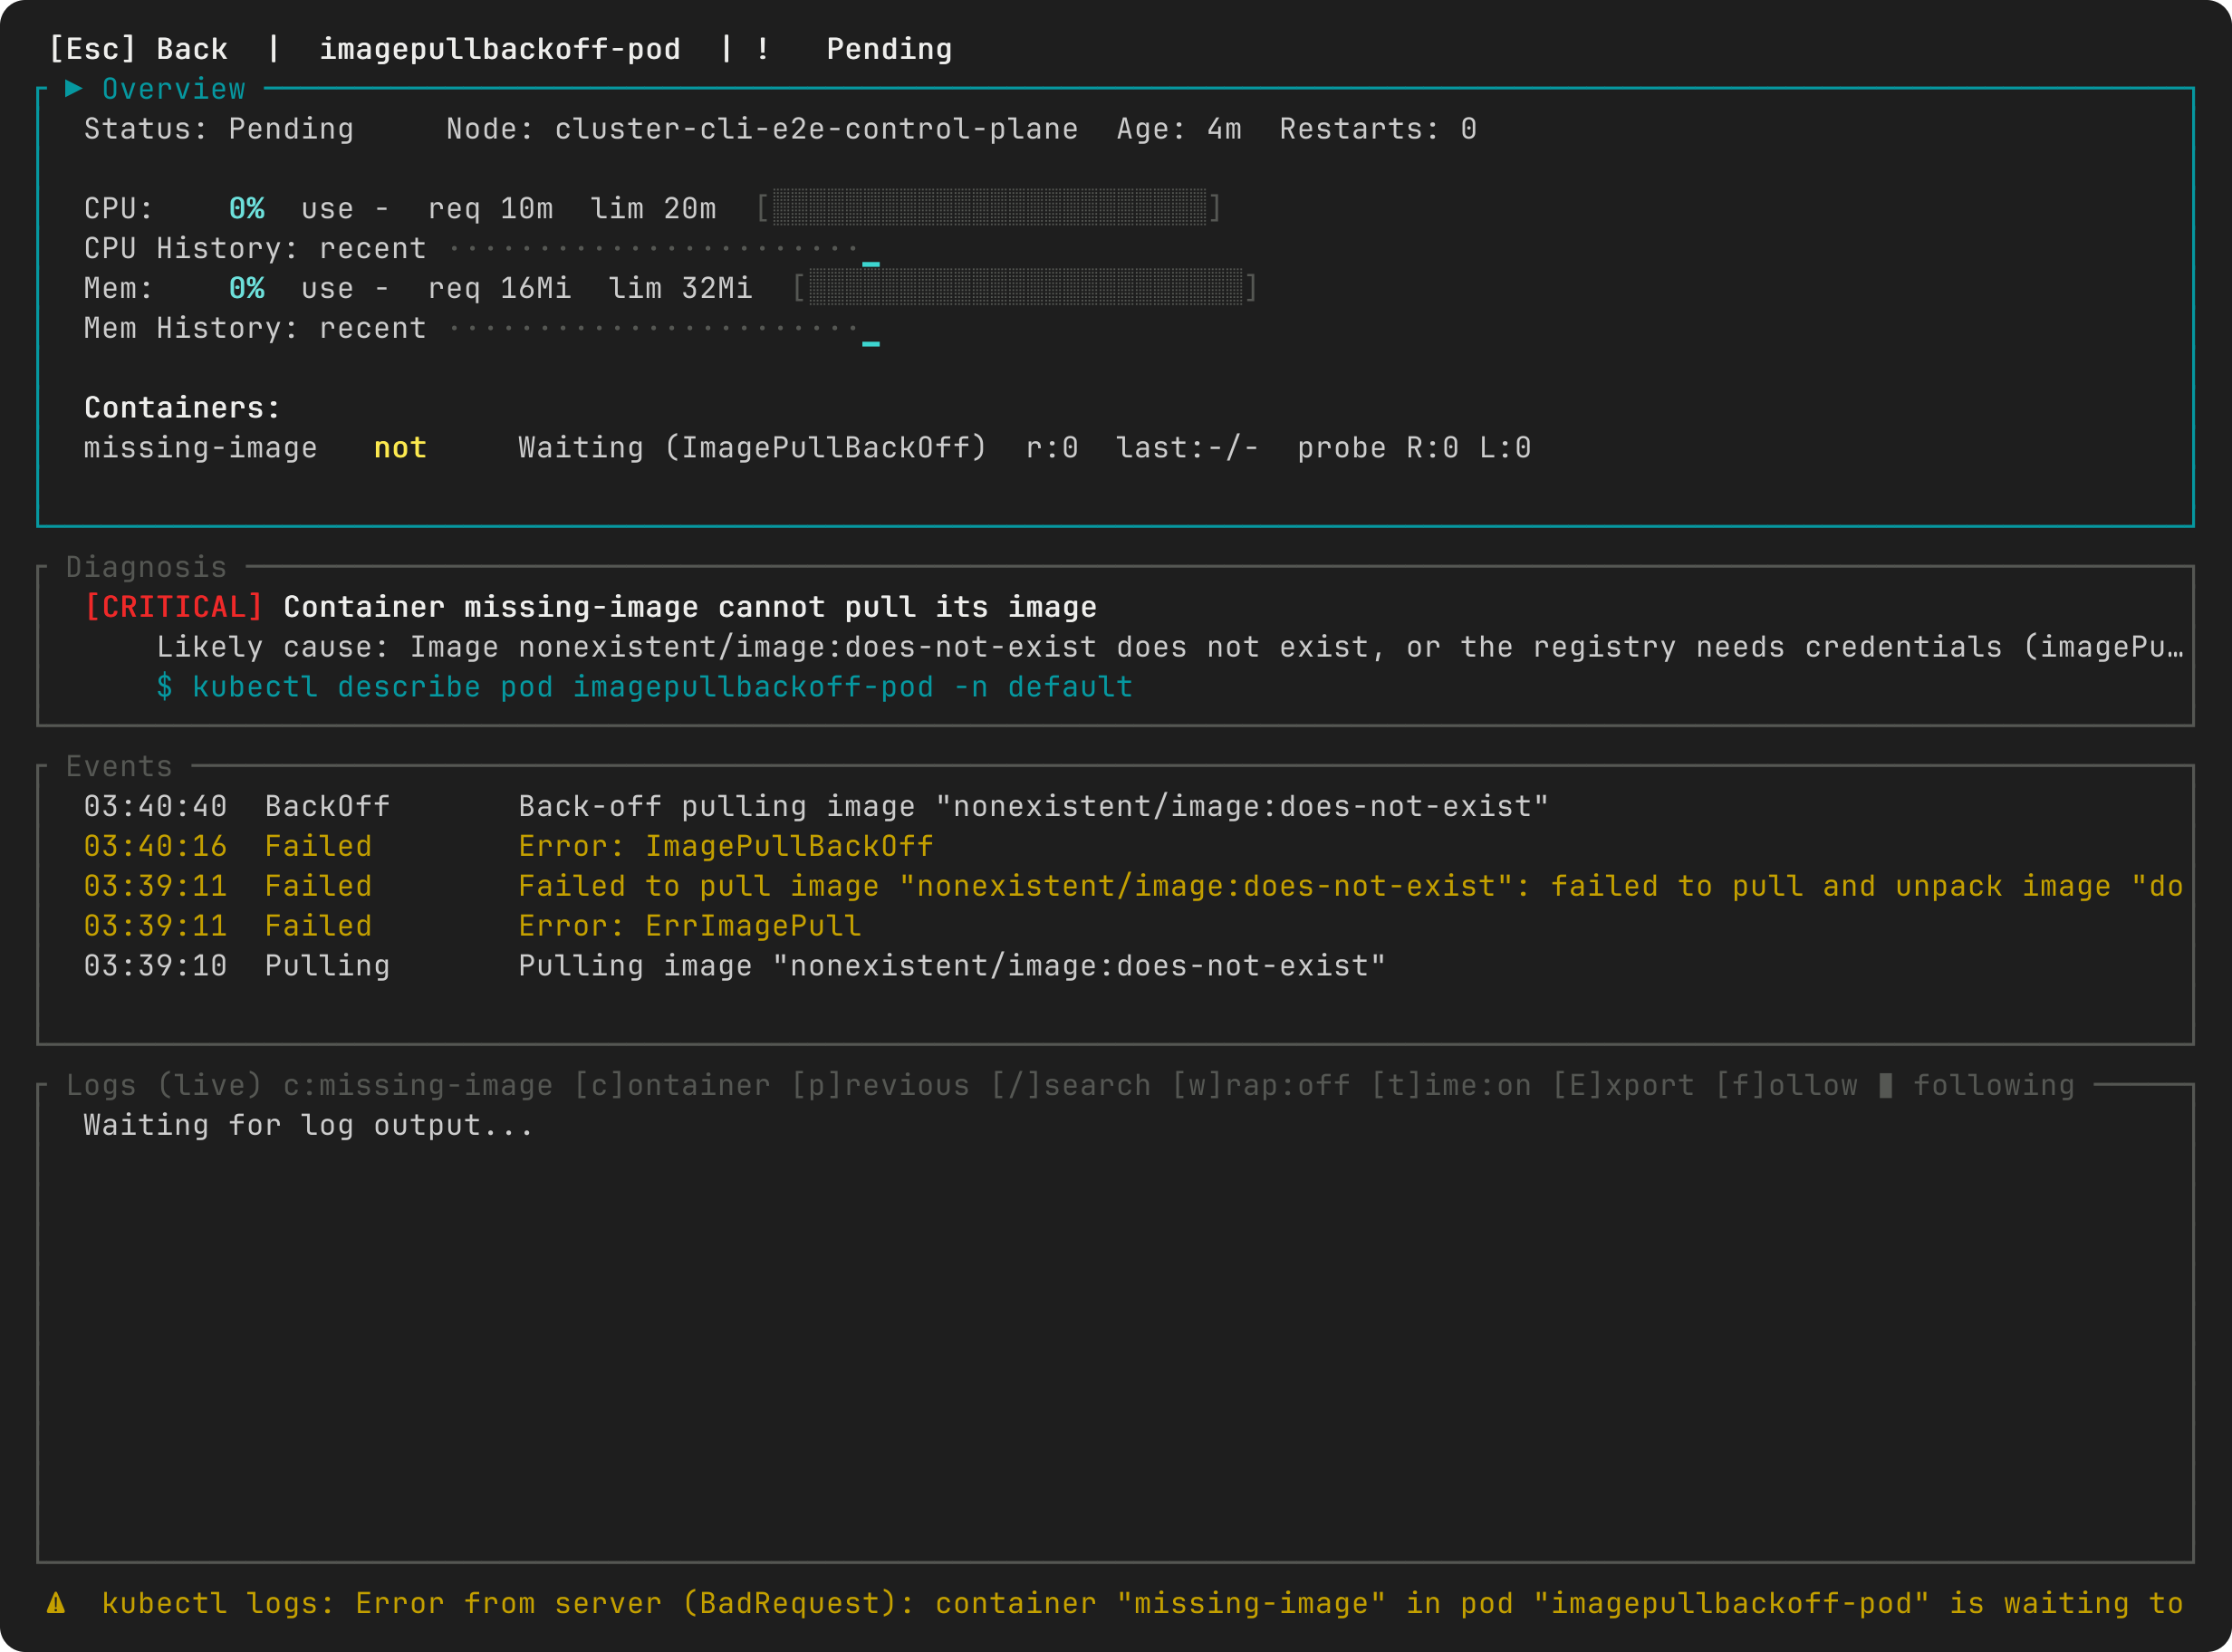 [Esc] Back  |  imagepullbackoff-pod  | !   Pending
▶ Overview
Status: Pending     Node: cluster-cli-e2e-control-plane  Age: 4m  Restarts: 0
CPU:    0%  use -  req 10m  lim 20m  [░░░░░░░░░░░░░░░░░░░░░░░░]
CPU History: recent ·······················▁
Mem:    0%  use -  req 16Mi  lim 32Mi  [░░░░░░░░░░░░░░░░░░░░░░░░]
Mem History: recent ·······················▁
Containers:
missing-image   not     Waiting (ImagePullBackOff)  r:0  last:-/-  probe R:0 L:0
Diagnosis
[CRITICAL] Container missing-image cannot pull its image
Likely cause: Image nonexistent/image:does-not-exist does not exist, or the registry needs credentials (imagePu…
$ kubectl describe pod imagepullbackoff-pod -n default
Events
03:40:40  BackOff       Back-off pulling image "nonexistent/image:does-not-exist"
03:40:16  Failed        Error: ImagePullBackOff
03:39:11  Failed        Failed to pull image "nonexistent/image:does-not-exist": failed to pull and unpack image "do
03:39:11  Failed        Error: ErrImagePull
03:39:10  Pulling       Pulling image "nonexistent/image:does-not-exist"
Logs (live) c:missing-image [c]ontainer [p]revious [/]search [w]rap:off [t]ime:on [E]xport [f]ollow █ following
Waiting for log output...
⚠  kubectl logs: Error from server (BadRequest): container "missing-image" in pod "imagepullbackoff-pod" is waiting to